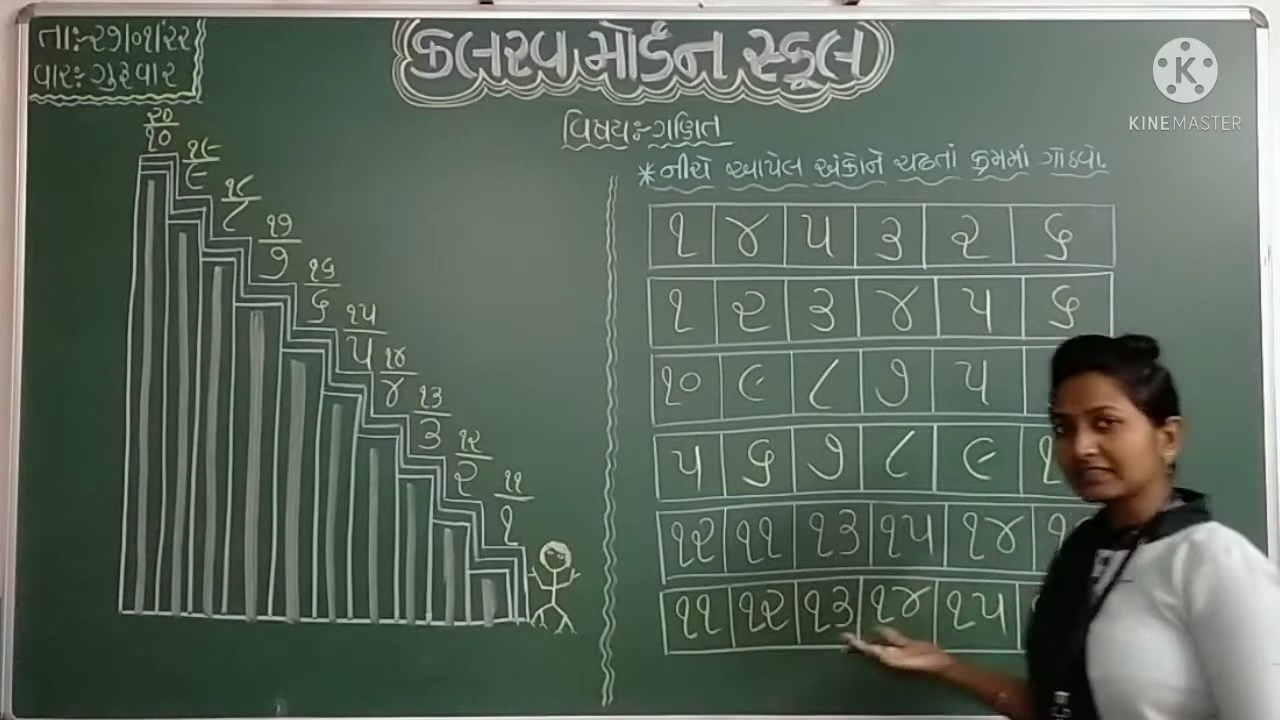 તાઃ-૨૭/૦૧/૨૨
વારઃ ગુરૂવાર
કલરવ મોર્ડન સ્કૂલ
K
KINEMASTER
વિષયઃ-ગણિત
*નીચે આપેલ અંકોને ચઢતાં ક્રમમાં ગોઠવો.
૨૦
૧૦
૧૯
૯
૧૮
૮
૧૭
૭
૧૬
૬
૧૫
૫
૧૪
૪
૧૩
૩
૧૨
૨
૧૧
૧
૧ ૪ ૫ ૩ ૨ ૬
૧ ૨ ૩ ૪ ૫ ૬
૧૦ ૯ ૮ ૭ ૫
૫ ૬ ૭ ૮ ૯
૧૨ ૧૧ ૧૩ ૧૫ ૧૪
૧૧ ૧૨ ૧૩ ૧૪ ૧૫